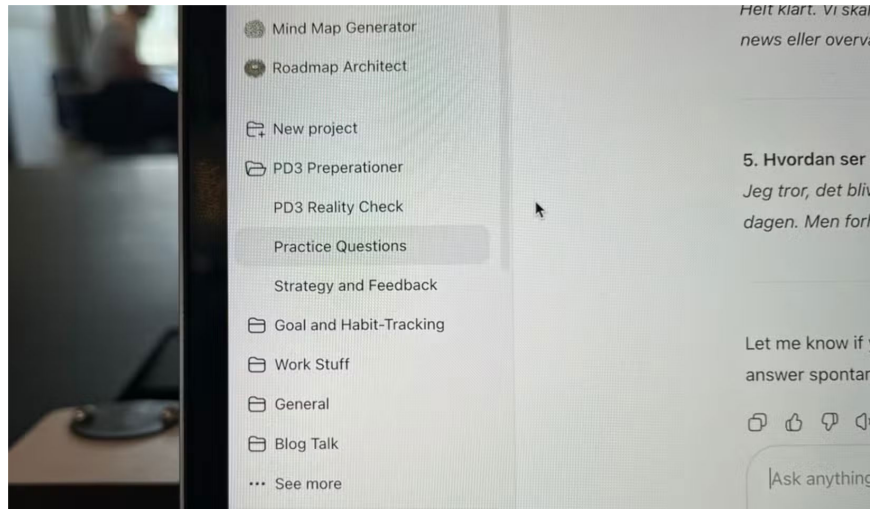 Mind Map Generator
Roadmap Architect
New project
PD3 Preperationer
PD3 Reality Check
Practice Questions
Strategy and Feedback
Goal and Habit-Tracking
Work Stuff
General
Blog Talk
See more
Helt klart. Vi skal
news eller overva
5. Hvordan ser
Jeg tror, det bliv
dagen. Men forh
Let me know if
answer spontan
Ask anything